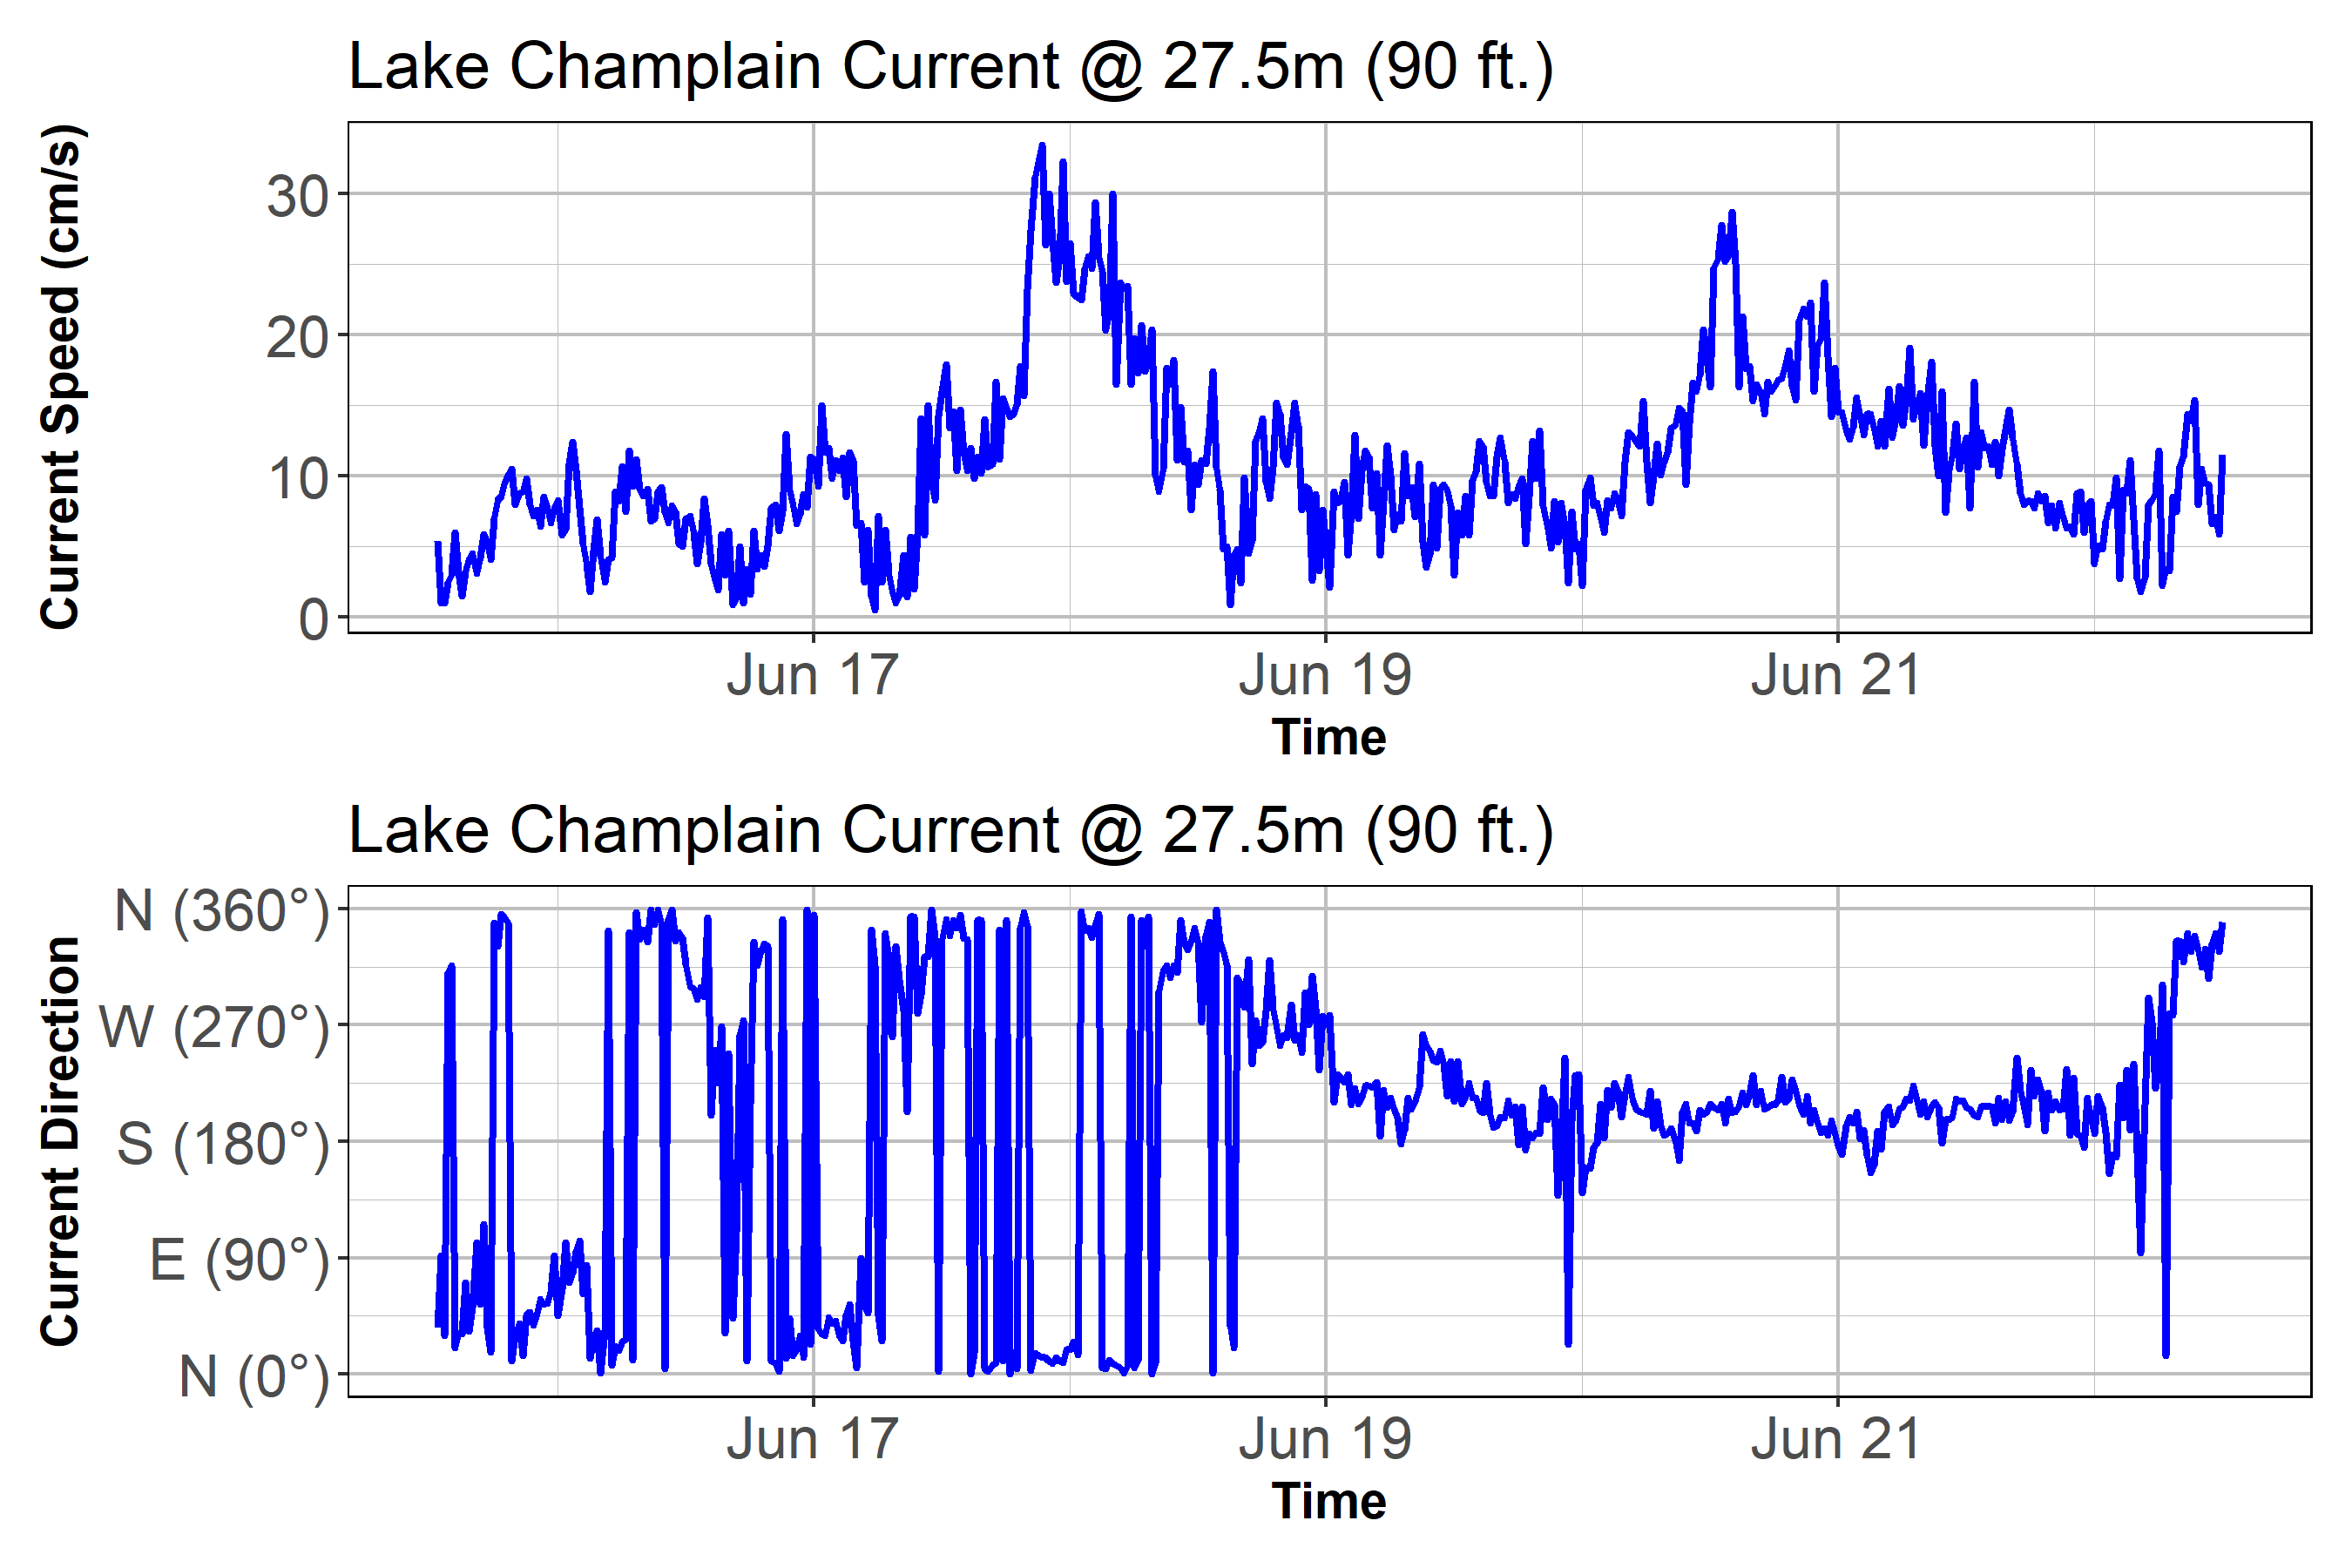 Lake Champlain Current @ 27.5m (90 ft.)
Current Speed (cm/s)
30
20
10
0
Jun 17
Jun 19
Jun 21
Time
Lake Champlain Current @ 27.5m (90 ft.)
Current Direction
N (360°)
W (270°)
S (180°)
E (90°)
N (0°)
Jun 17
Jun 19
Jun 21
Time